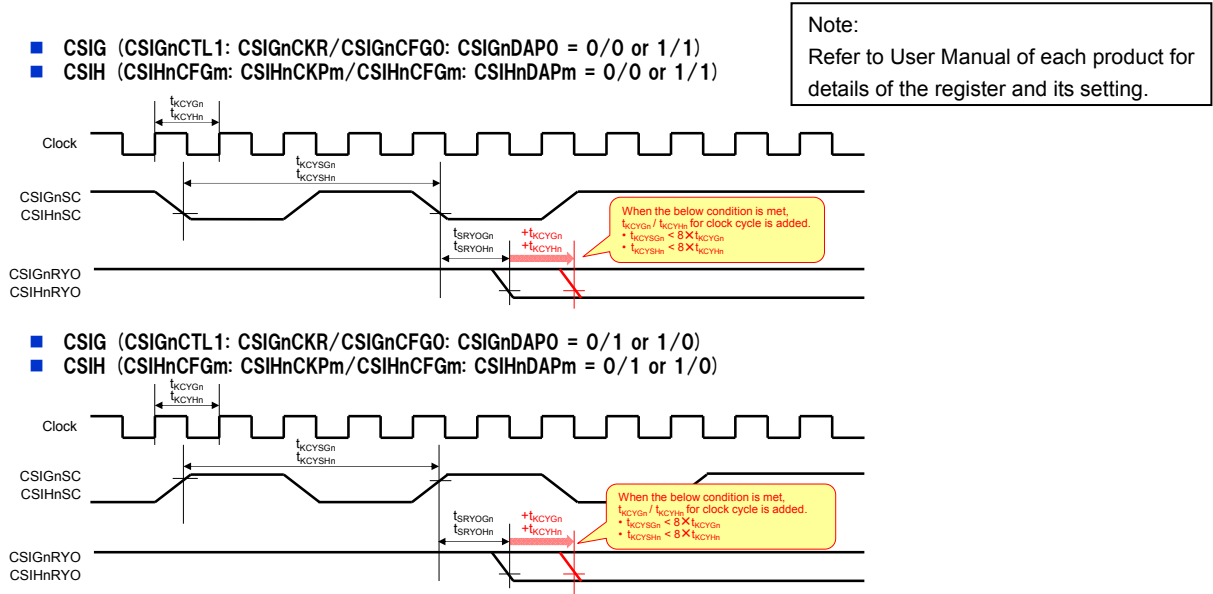 Note:
Refer to User Manual of each product for
details of the register and its setting.
■ CSIG (CSIGnCTL1: CSIGnCKR/CSIGnCFG0: CSIGnDAP0 = 0/0 or 1/1)
■ CSIH (CSIHnCFGm: CSIHnCKPm/CSIHnCFGm: CSIHnDAPm = 0/0 or 1/1)
tKCYGn
tKCYHn
Clock
tKCYSGn
tKCYSHn
CSIGnSC
CSIHnSC
When the below condition is met,
tKCYGn / tKCYHn for clock cycle is added.
• tKCYSGn < 8✕tKCYGn
• tKCYSHn < 8✕tKCYHn
tSRYOGn
tSRYOHn
+tKCYGn
+tKCYHn
CSIGnRYO
CSIHnRYO
■ CSIG (CSIGnCTL1: CSIGnCKR/CSIGnCFG0: CSIGnDAP0 = 0/1 or 1/0)
■ CSIH (CSIHnCFGm: CSIHnCKPm/CSIHnCFGm: CSIHnDAPm = 0/1 or 1/0)
tKCYGn
tKCYHn
Clock
tKCYSGn
tKCYSHn
CSIGnSC
CSIHnSC
When the below condition is met,
tKCYGn / tKCYHn for clock cycle is added.
• tKCYSGn < 8✕tKCYGn
• tKCYSHn < 8✕tKCYHn
tSRYOGn
tSRYOHn
+tKCYGn
+tKCYHn
CSIGnRYO
CSIHnRYO